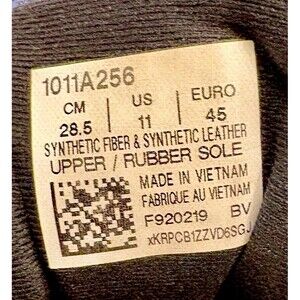 1011A256
CM US EURO
28.5 11 45
SYNTHETIC FIBER & SYNTHETIC LEATHER
UPPER / RUBBER SOLE
MADE IN VIETNAM
FABRIQUE AU VIETNAM
F920219 BV
xKRPCB1ZZVD6SGJ